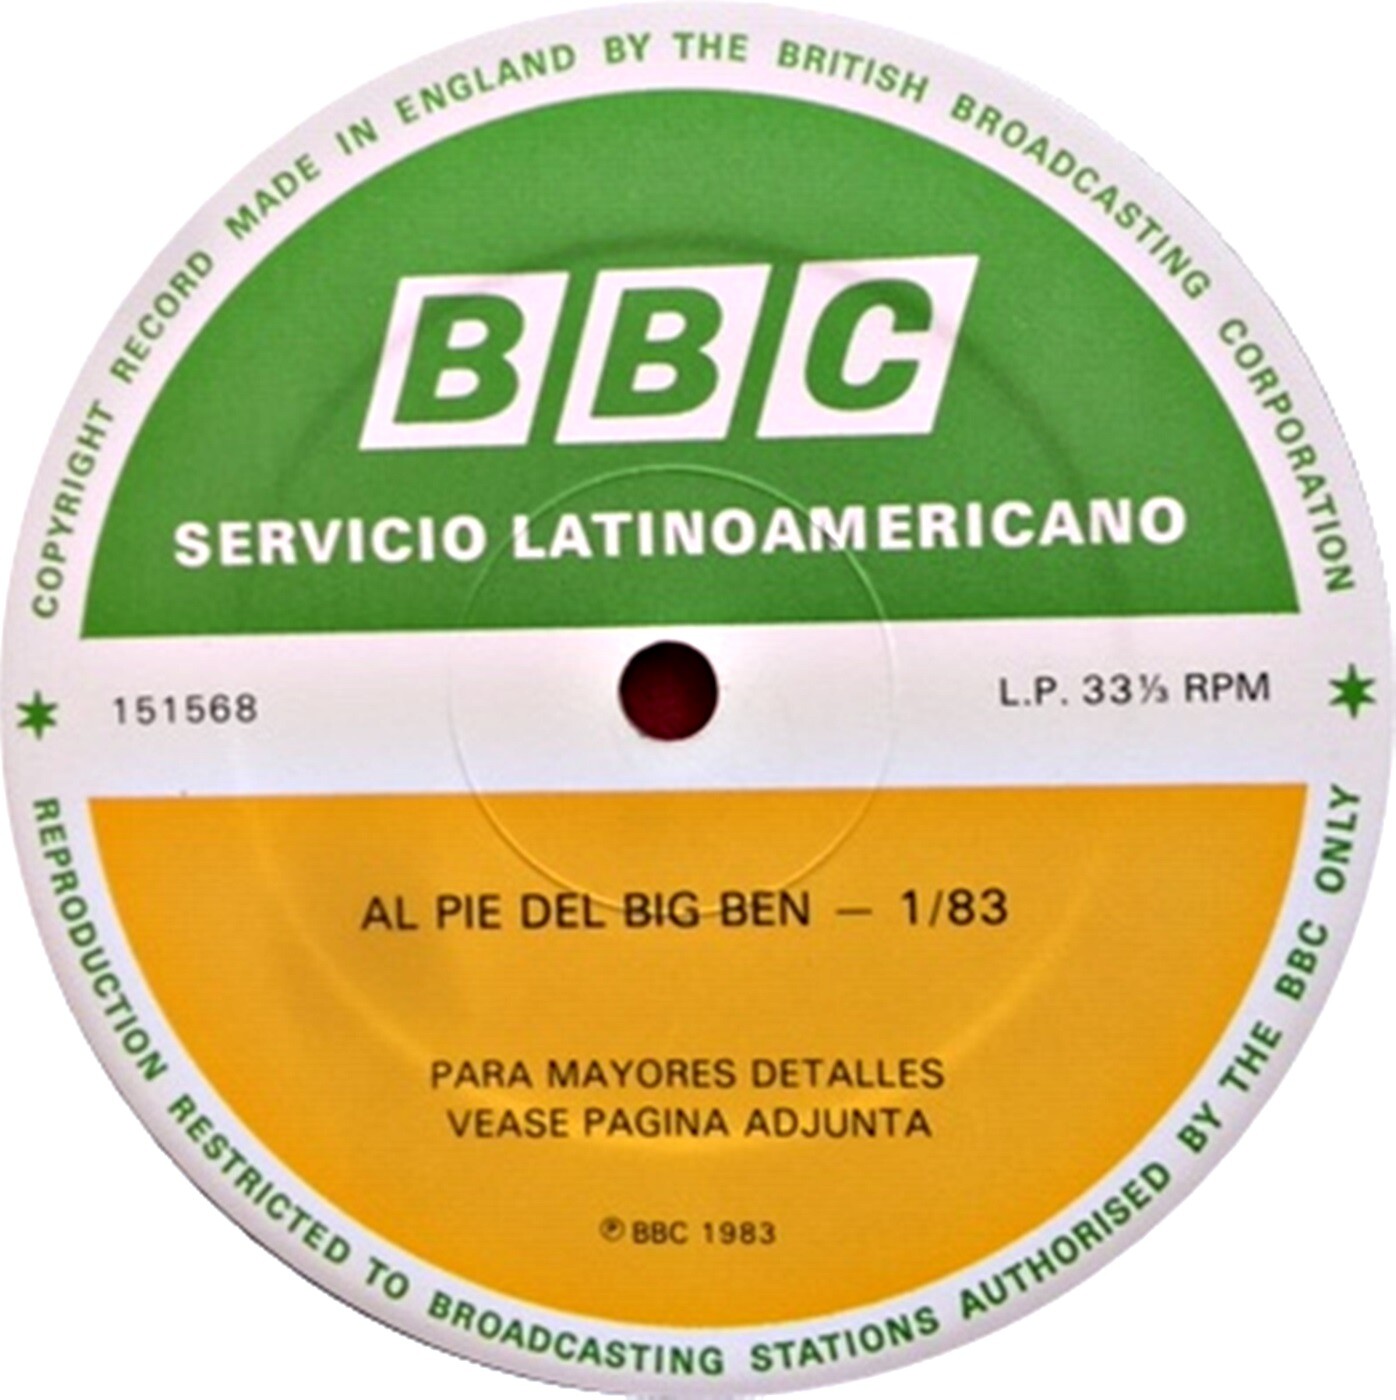 COPYRIGHT RECORD MADE IN ENGLAND BY THE BRITISH BROADCASTING CORPORATION
BBC
SERVICIO LATINOAMERICANO
151568
L.P. 33⅓ RPM
AL PIE DEL BIG BEN — 1/83
PARA MAYORES DETALLES
VEASE PAGINA ADJUNTA
℗ BBC 1983
REPRODUCTION RESTRICTED TO BROADCASTING STATIONS AUTHORISED BY THE BBC ONLY